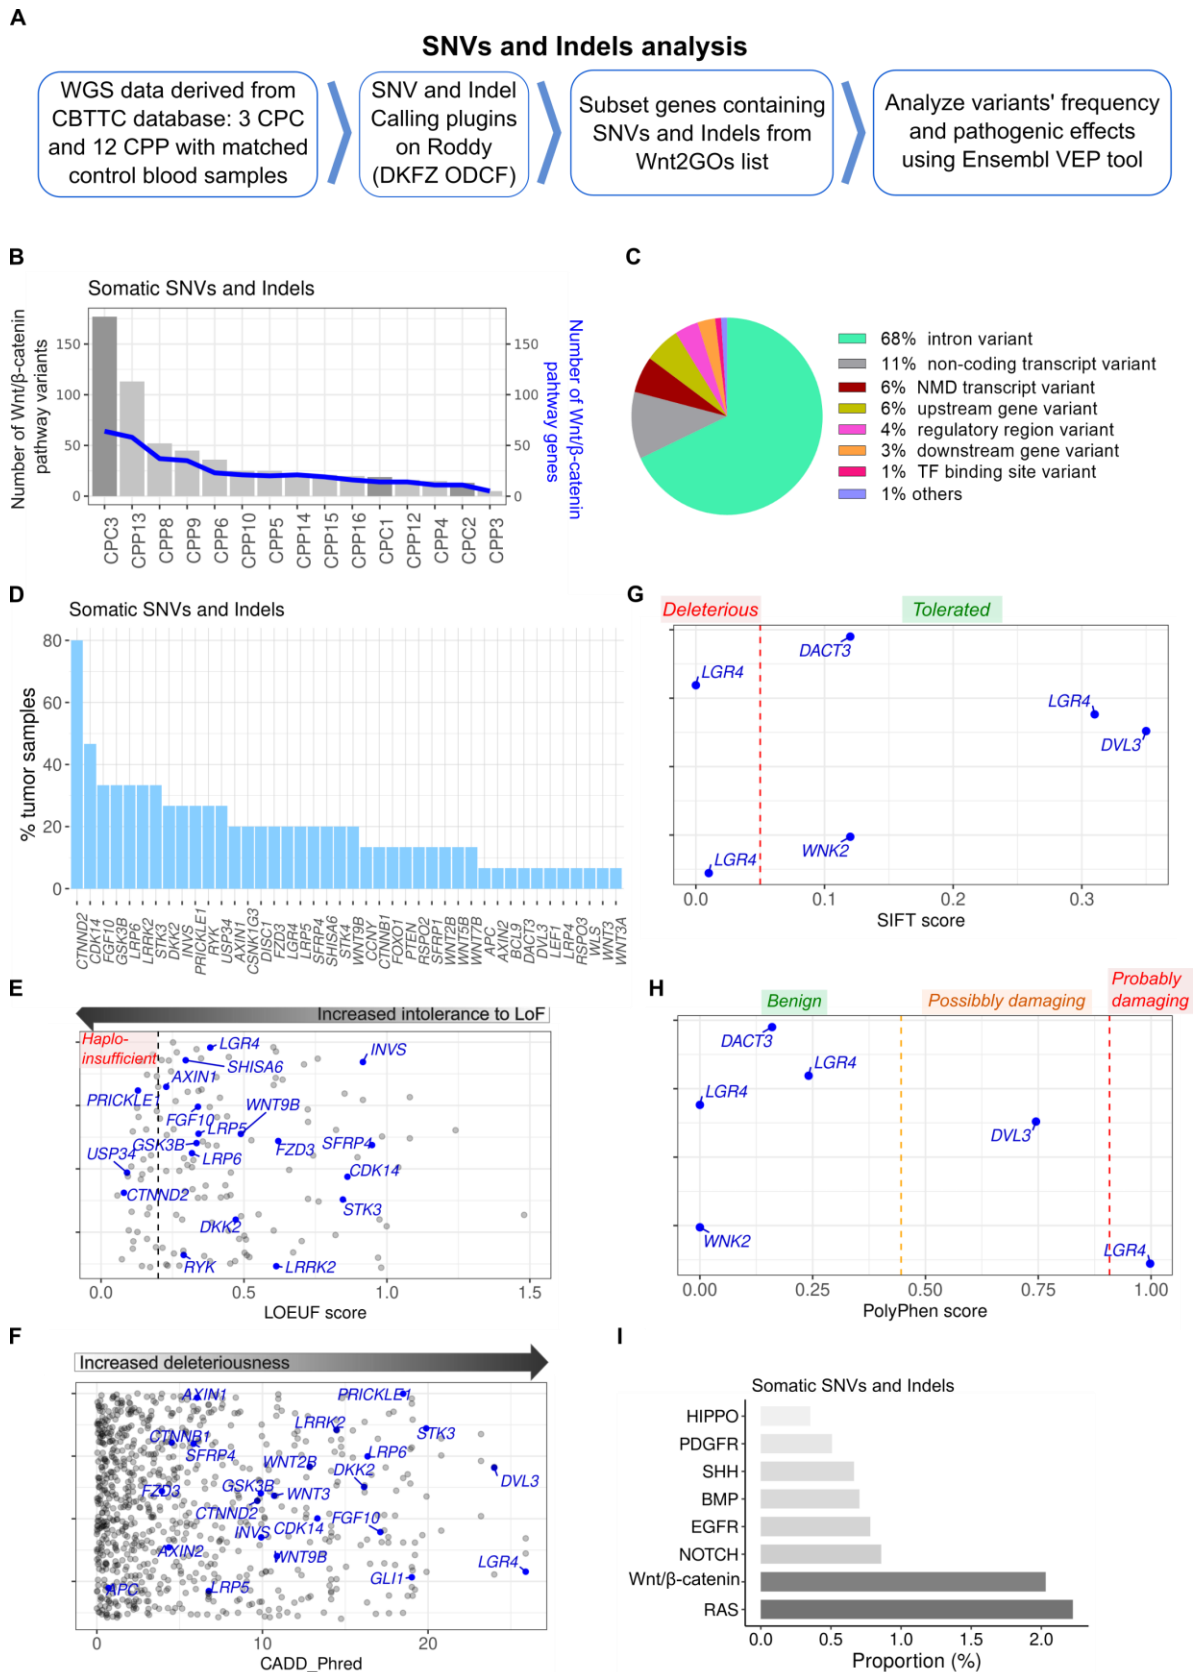 A
SNVs and Indels analysis
WGS data derived from
CBTTC database: 3 CPC
and 12 CPP with matched
control blood samples
SNV and Indel
Calling plugins
on Roddy
(DKFZ ODCF)
Subset genes containing
SNVs and Indels from
Wnt2GOs list
Analyze variants' frequency
and pathogenic effects
using Ensembl VEP tool
B
Somatic SNVs and Indels
Number of Wnt/β-catenin
pathway variants
150
100
50
0
150
100
50
0
Number of Wnt/β-catenin
pahtway genes
CPC3
CPP13
CPP8
CPP9
CPP6
CPP10
CPP5
CPP14
CPP15
CPP16
CPC1
CPP12
CPP4
CPC2
CPP3
C
68% intron variant
11% non-coding transcript variant
6% NMD transcript variant
6% upstream gene variant
4% regulatory region variant
3% downstream gene variant
1% TF binding site variant
1% others
D
Somatic SNVs and Indels
% tumor samples
80
60
40
20
0
CTNND2
CDK14
FGF10
GSK3B
LRP6
LRRK2
STK3
DKK2
INVS
PRICKLE1
RYK
USP34
AXIN1
CSNK1G3
DISC1
FZD3
LGR4
LRP5
SFRP4
SHISA6
STK4
WNT9B
CCNY
CTNNB1
FOXO1
PTEN
RSPO2
SFRP1
WNT2B
WNT5B
WNT7B
APC
AXIN2
BCL9
DACT3
DVL3
LEF1
LRP4
RSPO3
WLS
WNT3
WNT3A
G
Deleterious
Tolerated
DACT3
LGR4
LGR4
DVL3
WNK2
LGR4
0.0
0.1
0.2
0.3
SIFT score
E
Increased intolerance to LoF
Haplo-
insufficient
LGR4
INVS
SHISA6
AXIN1
PRICKLE1
WNT9B
FGF10
LRP5
GSK3B
FZD3
SFRP4
USP34
LRP6
CDK14
CTNND2
STK3
DKK2
RYK
LRRK2
0.0
0.5
1.0
1.5
LOEUF score
H
Benign
Possibbly damaging
Probably
damaging
DACT3
LGR4
LGR4
DVL3
WNK2
LGR4
0.00
0.25
0.50
0.75
1.00
PolyPhen score
F
Increased deleteriousness
AXIN1
PRICKLE1
LRRK2
STK3
CTNNB1
SFRP4
LRP6
WNT2B
DKK2
DVL3
FZD3
GSK3B
WNT3
CTNND2
FGF10
INVS
CDK14
AXIN2
WNT9B
LGR4
GLI1
APC
LRP5
0
10
20
CADD_Phred
I
Somatic SNVs and Indels
HIPPO
PDGFR
SHH
BMP
EGFR
NOTCH
Wnt/β-catenin
RAS
0.0
0.5
1.0
1.5
2.0
Proportion (%)